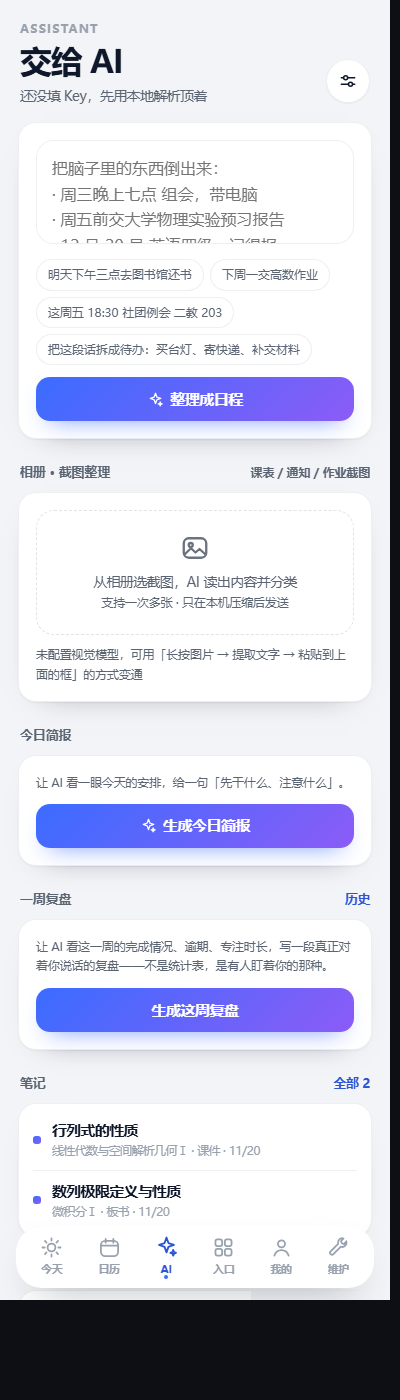 ASSISTANT
交给 AI
还没填 Key，先用本地解析顶着
把脑子里的东西倒出来：
· 周三晚上七点 组会，带电脑
· 周五前交大学物理实验预习报告
明天下午三点去图书馆还书
下周一交高数作业
这周五 18:30 社团例会 二教 203
把这段话拆成待办：买台灯、寄快递、补交材料
整理成日程
相册 • 截图整理
课表 / 通知 / 作业截图
从相册选截图，AI 读出内容并分类
支持一次多张 · 只在本机压缩后发送
未配置视觉模型，可用「长按图片 → 提取文字 → 粘贴到上
面的框」的方式变通
今日简报
让 AI 看一眼今天的安排，给一句「先干什么、注意什么」。
生成今日简报
一周复盘
历史
让 AI 看这一周的完成情况、逾期、专注时长，写一段真正对
着你说话的复盘——不是统计表，是有人盯着你的那种。
生成这周复盘
笔记
全部 2
行列式的性质
线性代数与空间解析几何 I · 课件 · 11/20
数列极限定义与性质
微积分 I · 板书 · 11/20
今天
日历
AI
入口
我的
维护